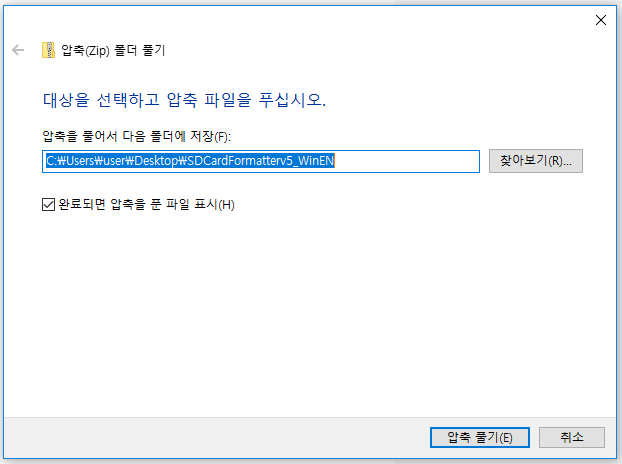 압축(Zip) 폴더 풀기
대상을 선택하고 압축 파일을 푸십시오.
압축을 풀어서 다음 폴더에 저장(F):
C:₩Users₩user₩Desktop₩SDCardFormatterv5_WinEN
찾아보기(R)...
완료되면 압축을 푼 파일 표시(H)
압축 풀기(E)
취소